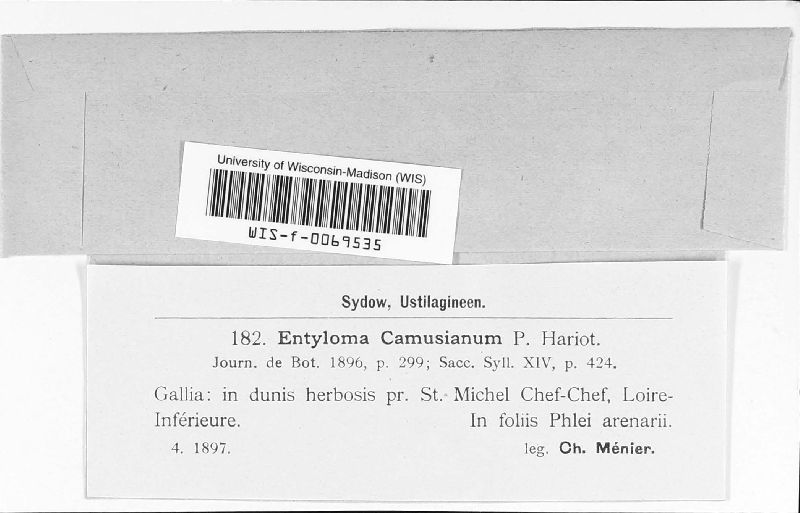 University of Wisconsin-Madison (WIS)
WIS-f-0069535
Sydow, Ustilagineen.
182. Entyloma Camusianum P. Hariot.
Journ. de Bot. 1896, p. 299; Sacc. Syll. XIV, p. 424.
Gallia: in dunis herbosis pr. St. Michel Chef-Chef, Loire-
Inférieure. In foliis Phlei arenarii.
4. 1897. leg. Ch. Ménier.